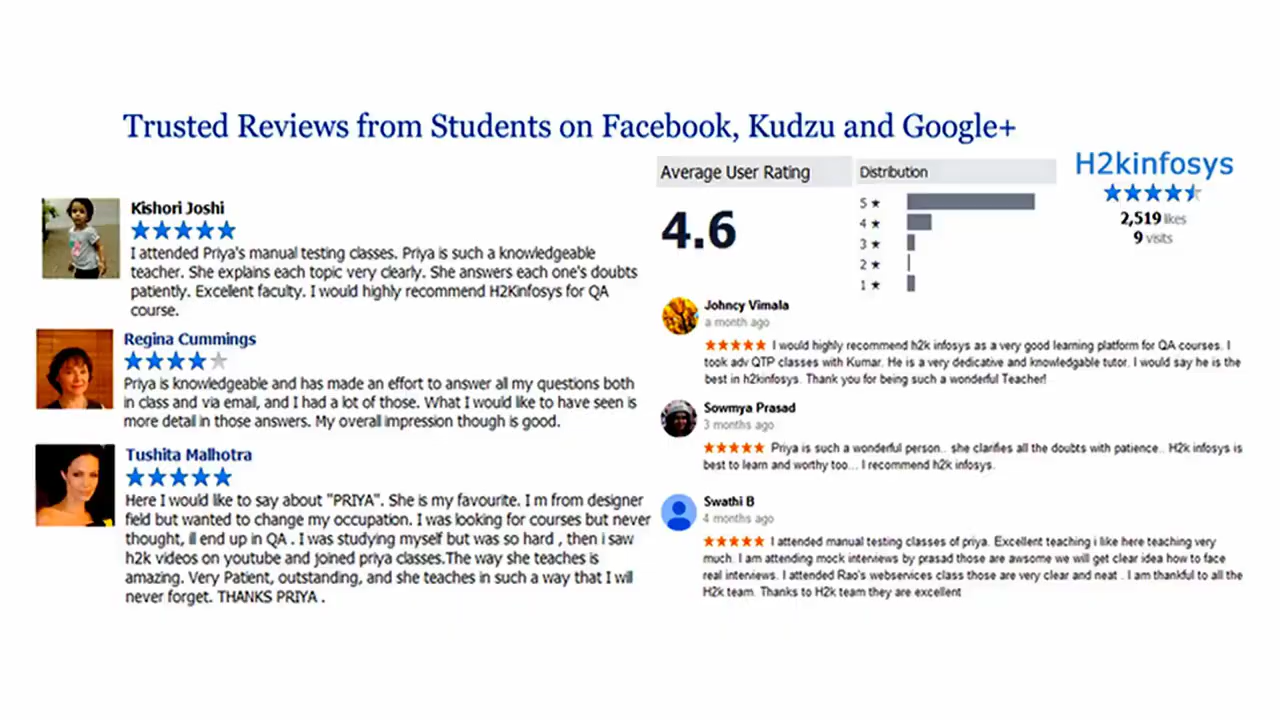 Trusted Reviews from Students on Facebook, Kudzu and Google+
Kishori Joshi
I attended Priya's manual testing classes. Priya is such a knowledgeable
teacher. She explains each topic very clearly. She answers each one's doubts
patiently. Excellent faculty. I would highly recommend H2Kinfosys for QA
course.
Regina Cummings
Priya is knowledgeable and has made an effort to answer all my questions both
in class and via email, and I had a lot of those. What I would like to have seen is
more detail in those answers. My overall impression though is good.
Tushita Malhotra
Here I would like to say about "PRIYA". She is my favourite. I m from designer
field but wanted to change my occupation. I was looking for courses but never
thought, ill end up in QA . I was studying myself but was so hard , then i saw
h2k videos on youtube and joined priya classes.The way she teaches is
amazing. Very Patient, outstanding, and she teaches in such a way that I will
never forget. THANKS PRIYA .
Average User Rating
4.6
Distribution
5 ★
4 ★
3 ★
2 ★
1 ★
H2kinfosys
2,519 likes
9 visits
Johncy Vimala
a month ago
I would highly recommend h2k infosys as a very good learning platform for QA courses. I
took adv QTP classes with Kumar. He is a very dedicative and knowledgable tutor. I would say he is the
best in h2kinfosys. Thank you for being such a wonderful Teacher!
Sowmya Prasad
3 months ago
Priya is such a wonderful person.. she clarifies all the doubts with patience.. H2k infosys is
best to learn and worthy too... I recommend h2k infosys.
Swathi B
4 months ago
I attended manual testing classes of priya. Excellent teaching i like here teaching very
much. I am attending mock interviews by prasad those are awsome we will get clear idea how to face
real interviews. I attended Rao's webservices class those are very clear and neat . I am thankful to all the
H2k team. Thanks to H2k team they are excellent